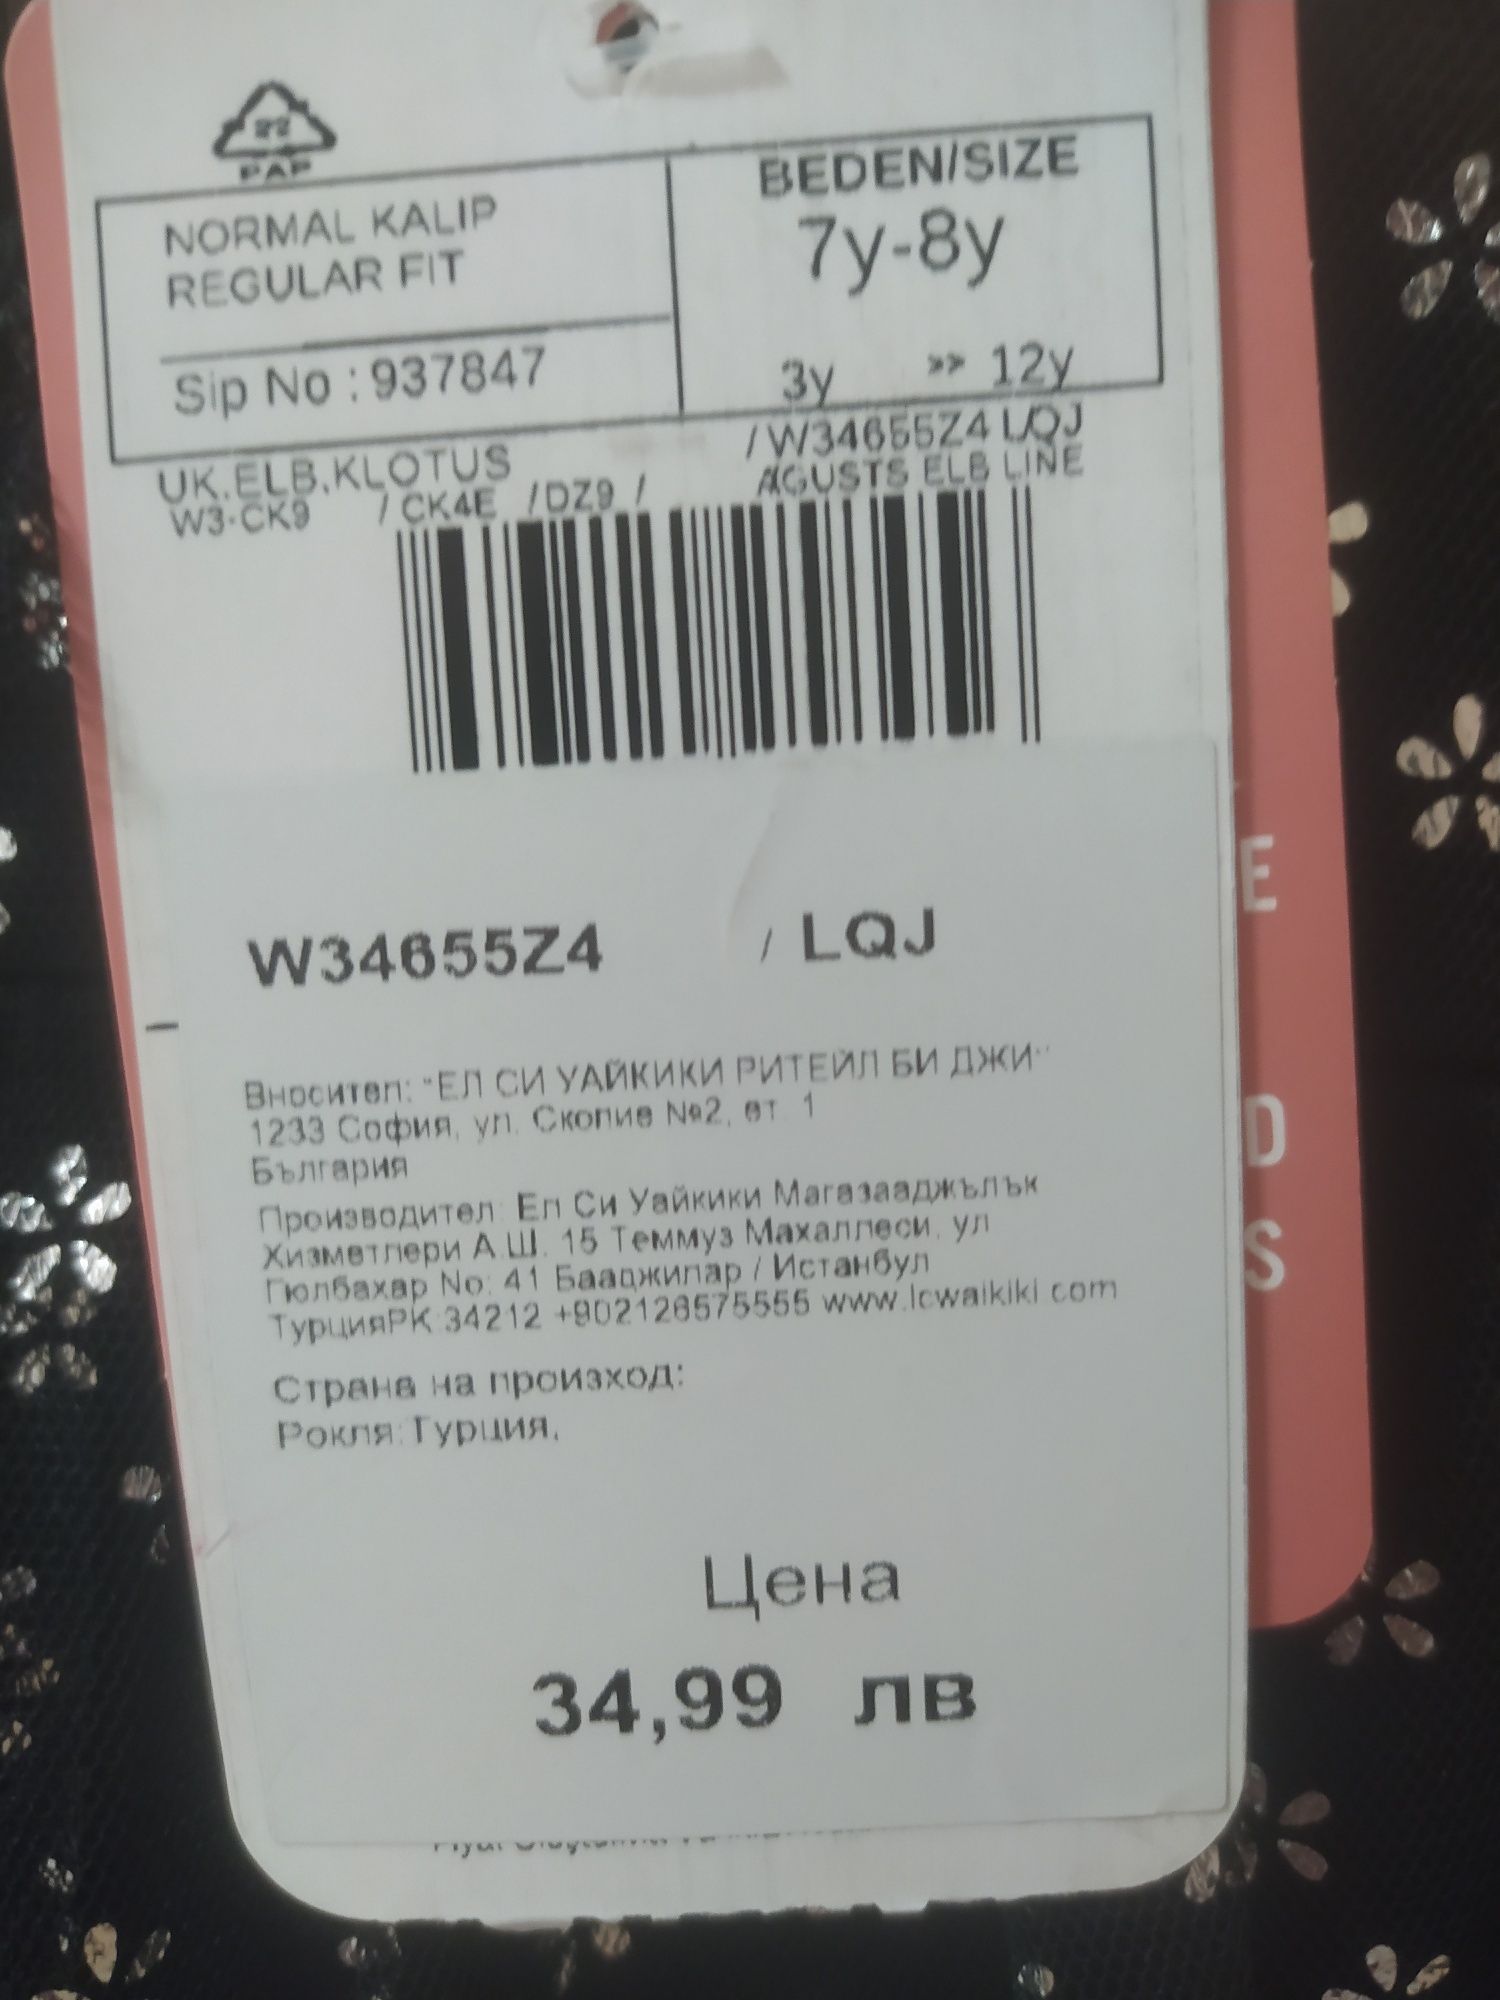 22
PAP
NORMAL KALIP
REGULAR FIT
BEDEN/SIZE
7y-8y
Sip No : 937847
3y >> 12y
UK.ELB.KLOTUS /W34655Z4 LQJ
W3-CK9 / CK4E /DZ9 / AGUSTS ELB LINE
W34655Z4 / LQJ
Вносител: "ЕЛ СИ УАЙКИКИ РИТЕЙЛ БИ ДЖИ"
1233 София, ул. Скопие №2, ет. 1
България
Производител: Ел Си Уайкики Магазааджълък
Хизметлери А.Ш. 15 Теммуз Махаллеси, ул
Гюлбахар No: 41 Бааджилар / Истанбул
ТурцияPK:34212 +902126575555 www.lcwaikiki.com
Страна на произход:
Рокля:Турция,
Цена
34,99 лв
E
D
S